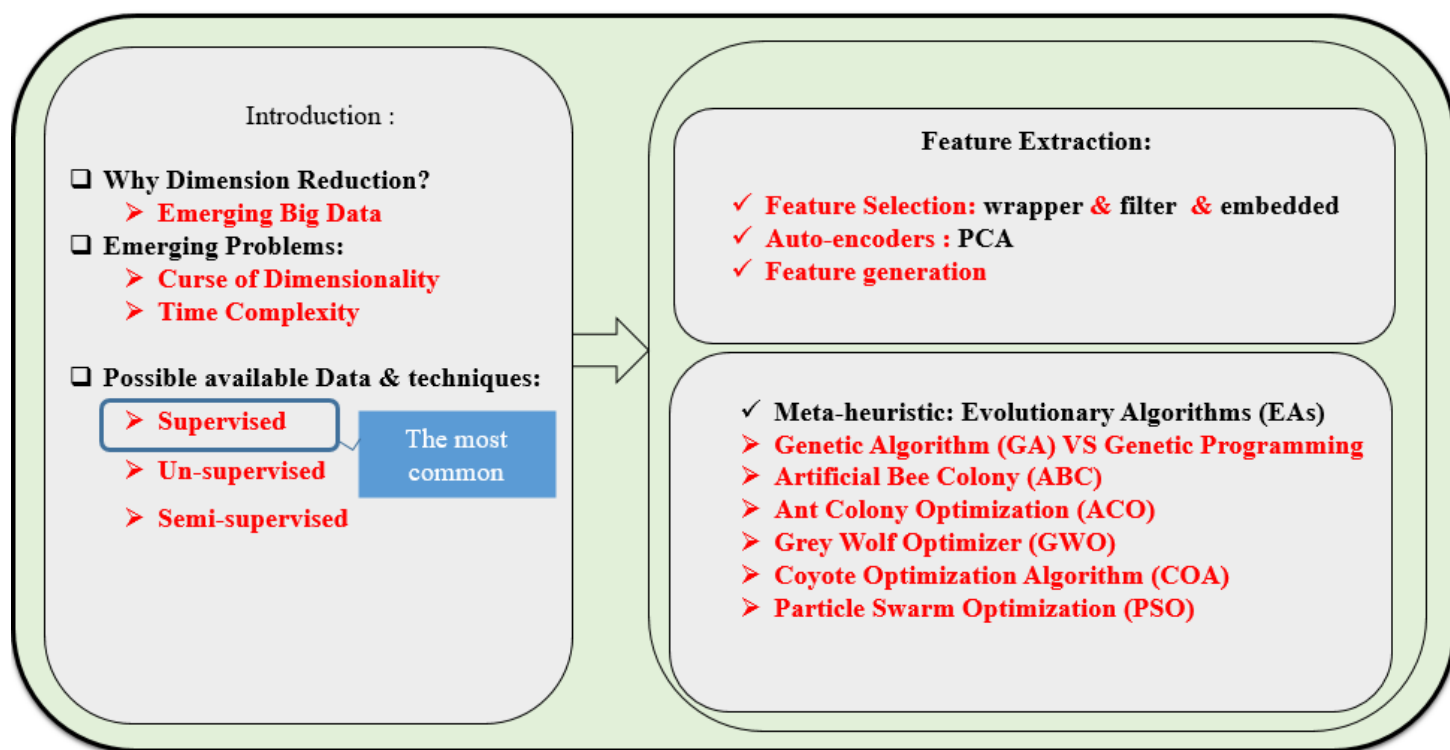 Introduction :
Why Dimension Reduction?
Emerging Big Data
Emerging Problems:
Curse of Dimensionality
Time Complexity
Possible available Data & techniques:
Supervised
The most
common
Un-supervised
Semi-supervised
Feature Extraction:
Feature Selection: wrapper & filter & embedded
Auto-encoders : PCA
Feature generation
Meta-heuristic: Evolutionary Algorithms (EAs)
Genetic Algorithm (GA) VS Genetic Programming
Artificial Bee Colony (ABC)
Ant Colony Optimization (ACO)
Grey Wolf Optimizer (GWO)
Coyote Optimization Algorithm (COA)
Particle Swarm Optimization (PSO)